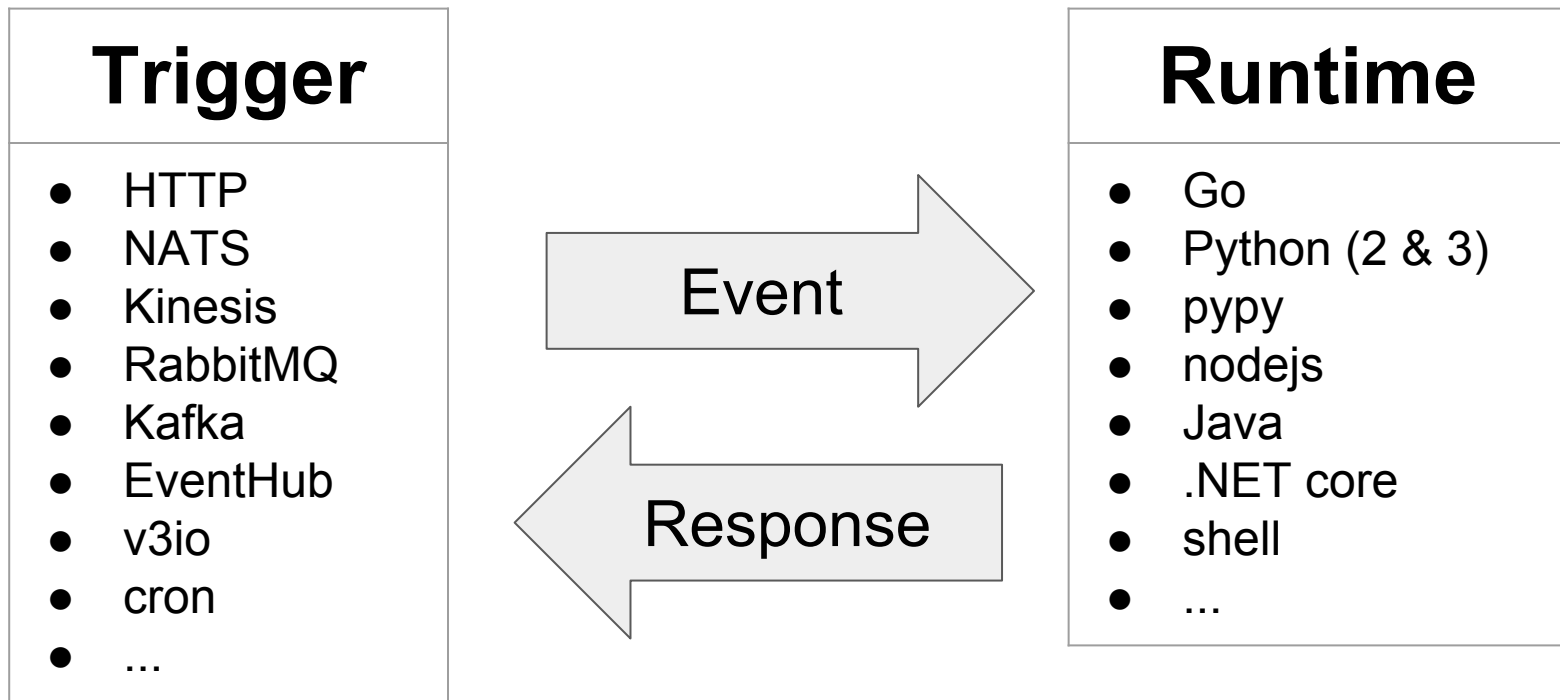 Trigger
● HTTP
● NATS
● Kinesis
● RabbitMQ
● Kafka
● EventHub
● v3io
● cron
● ...
Event
Response
Runtime
● Go
● Python (2 & 3)
● pypy
● nodejs
● Java
● .NET core
● shell
● ...